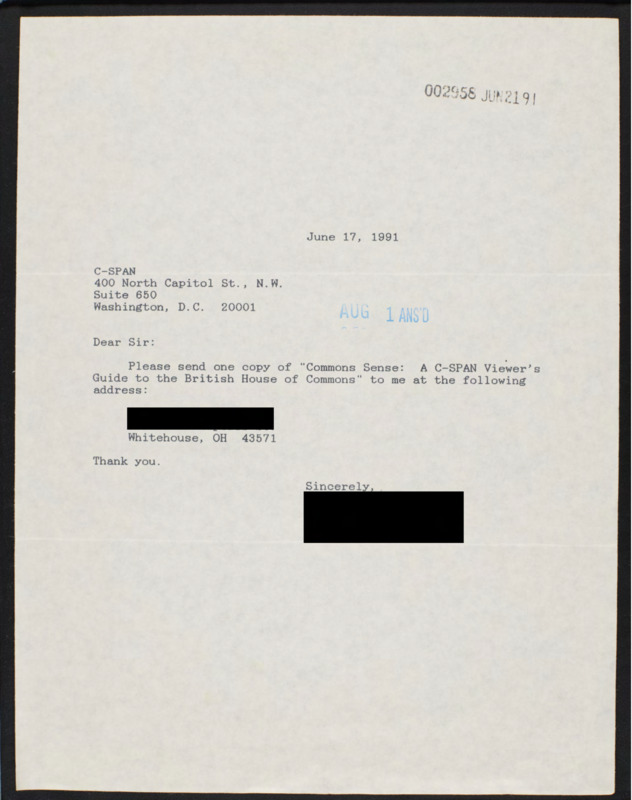 002958 JUN 21 91
June 17, 1991
C-SPAN
400 North Capitol St., N.W.
Suite 650
Washington, D.C.  20001
AUG 1 ANS'D
Dear Sir:
Please send one copy of "Commons Sense:  A C-SPAN Viewer's
Guide to the British House of Commons" to me at the following
address:
Whitehouse, OH  43571
Thank you.
Sincerely,